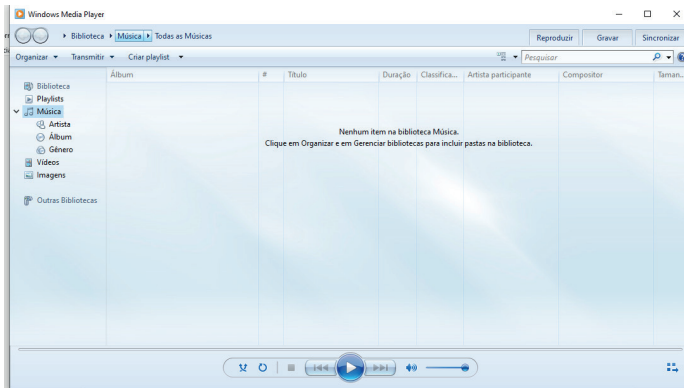 Windows Media Player
Biblioteca Música Todas as Músicas
Reproduzir Gravar Sincronizar
Organizar Transmitir Criar playlist Pesquisar
Álbum # Título Duração Classifica... Artista participante Compositor Taman...
Biblioteca
Playlists
Música
Artista
Álbum
Gênero
Vídeos
Imagens
Outras Bibliotecas
Nenhum item na biblioteca Música.
Clique em Organizar e em Gerenciar bibliotecas para incluir pastas na biblioteca.